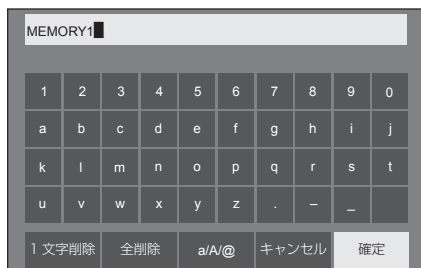 MEMORY1
1 2 3 4 5 6 7 8 9 0
a b c d e f g h i j
k l m n o p q r s t
u v w x y z . – _
1 文字削除 全削除 a/A/@ キャンセル 確定